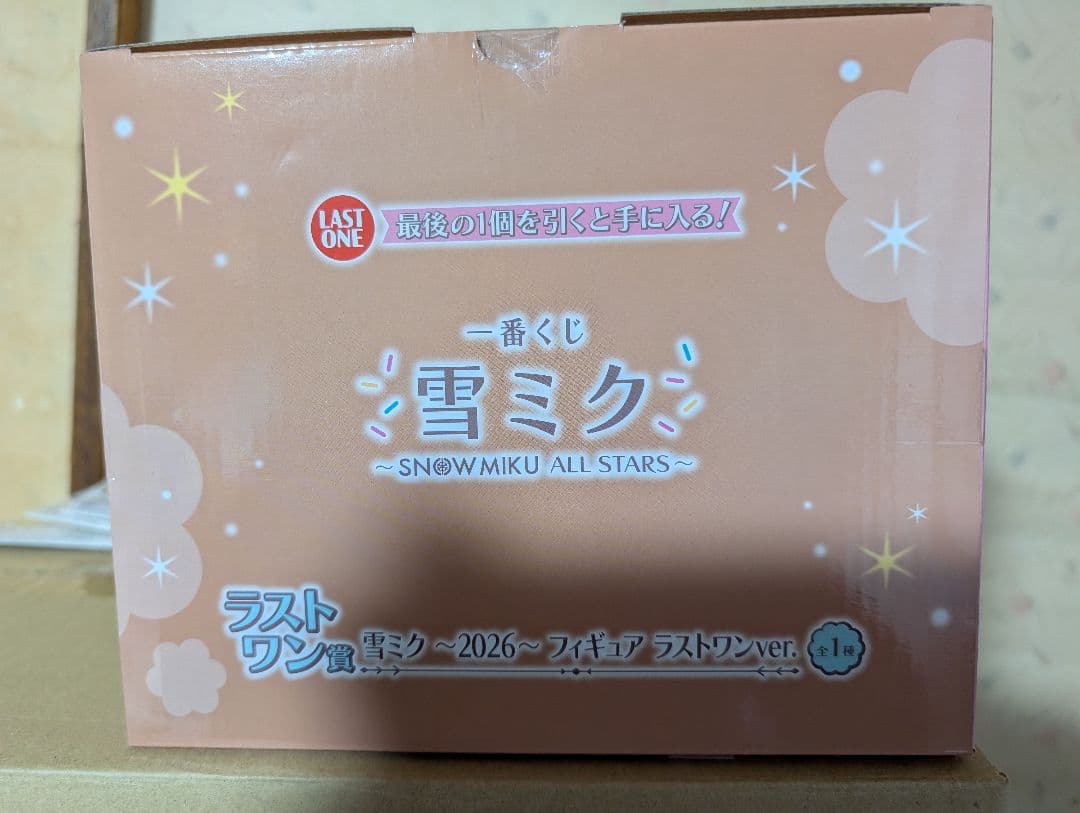 LAST
ONE
最後の1個を引くと手に入る!
一番くじ
雪ミク
~SNOW MIKU ALL STARS~
ラスト
ワン賞
雪ミク ~2026~ フィギュア ラストワンver.
全1種